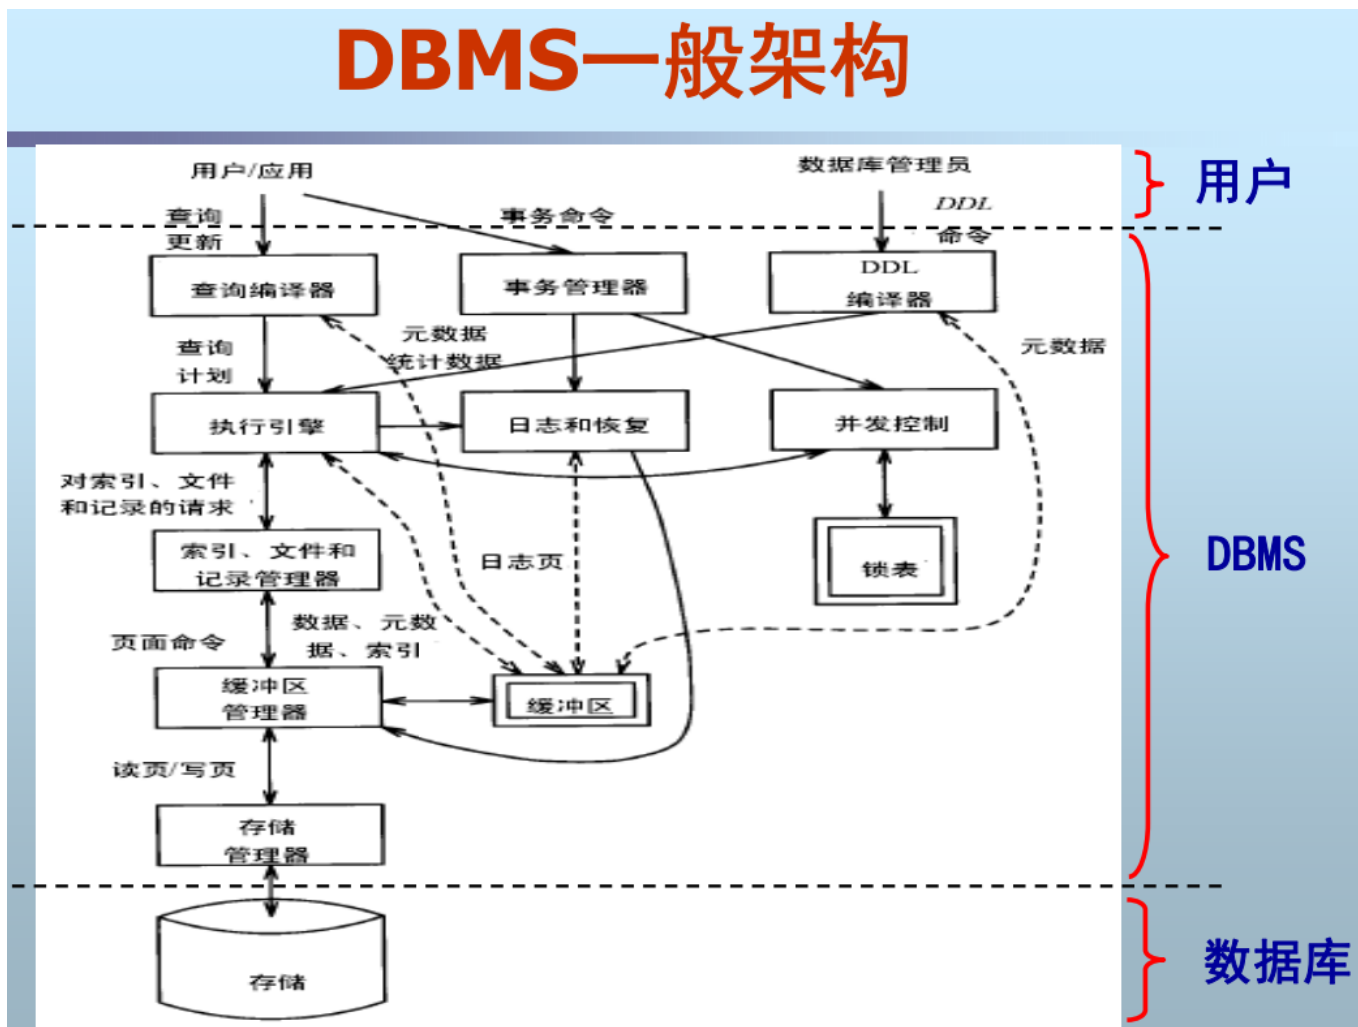 DBMS一般架构
用户/应用
数据库管理员
用户
查询
更新
事务命令
DDL
命令
查询编译器
事务管理器
DDL
编译器
查询
计划
元数据
统计数据
元数据
执行引擎
日志和恢复
并发控制
对索引、文件
和记录的请求
索引、文件和
记录管理器
日志页
锁表
DBMS
页面命令
数据、元数
据、索引
缓冲区
管理器
缓冲区
读页/写页
存储
管理器
存储
数据库